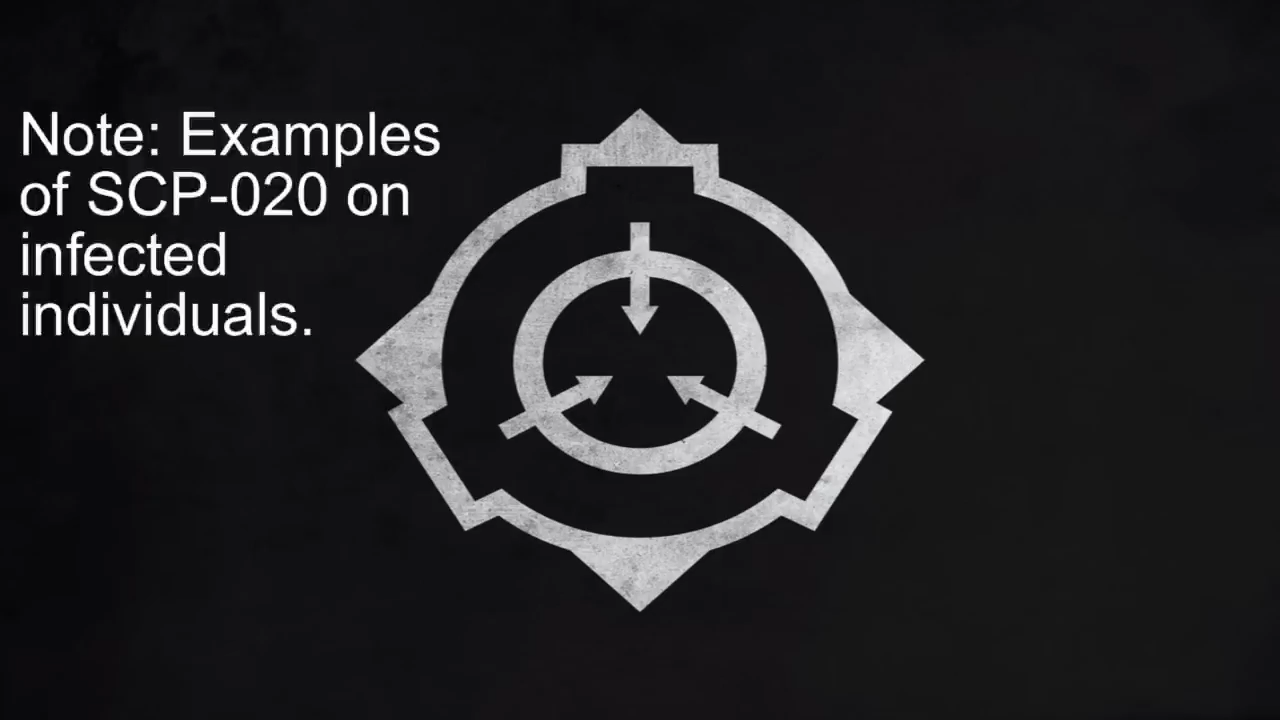 Note: Examples
of SCP-020 on
infected
individuals.